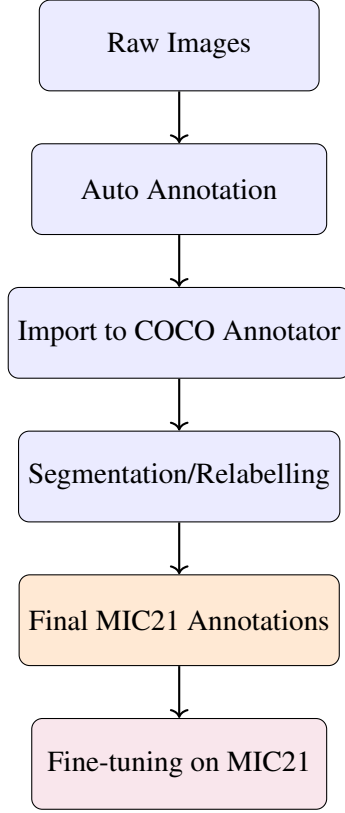 Raw Images
Auto Annotation
Import to COCO Annotator
Segmentation/Relabelling
Final MIC21 Annotations
Fine-tuning on MIC21